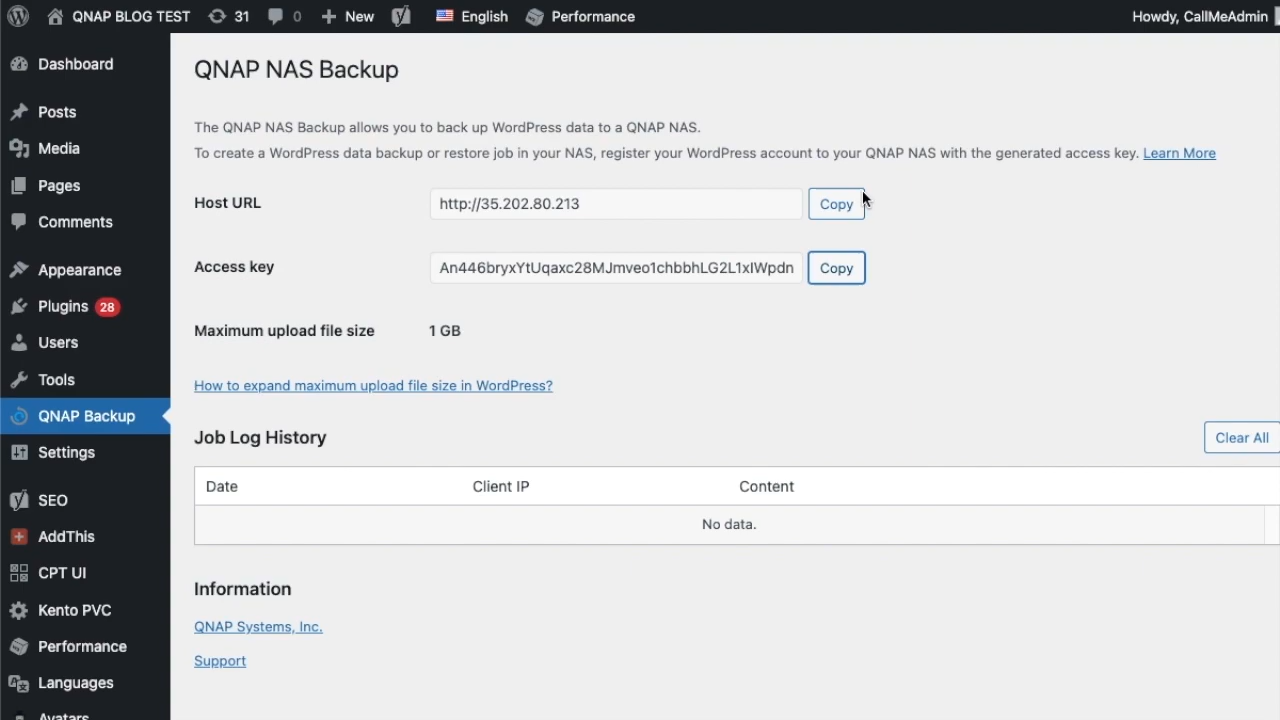 QNAP BLOG TEST 31 0 New English Performance Howdy, CallMeAdmin
Dashboard
Posts
Media
Pages
Comments
Appearance
Plugins 28
Users
Tools
QNAP Backup
Settings
SEO
AddThis
CPT UI
Kento PVC
Performance
Languages
Avatars
QNAP NAS Backup
The QNAP NAS Backup allows you to back up WordPress data to a QNAP NAS.
To create a WordPress data backup or restore job in your NAS, register your WordPress account to your QNAP NAS with the generated access key. Learn More
Host URL http://35.202.80.213 Copy
Access key An446bryxYtUqaxc28MJmveo1chbbhLG2L1xIWpdn Copy
Maximum upload file size 1 GB
How to expand maximum upload file size in WordPress?
Job Log History Clear All
Date Client IP Content
No data.
Information
QNAP Systems, Inc.
Support